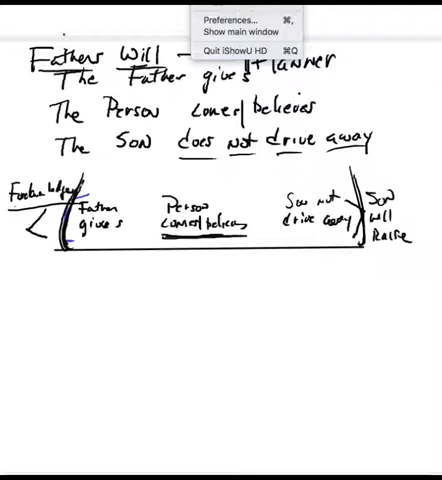 Preferences... ⌘,
Show main window
Quit iShowU HD ⌘Q
Fathers Will – Planner
The Father gives
The Person comes/believes
The Son does not drive away
Father gives
Person comes/believes
Son not drive away
Son will Raise